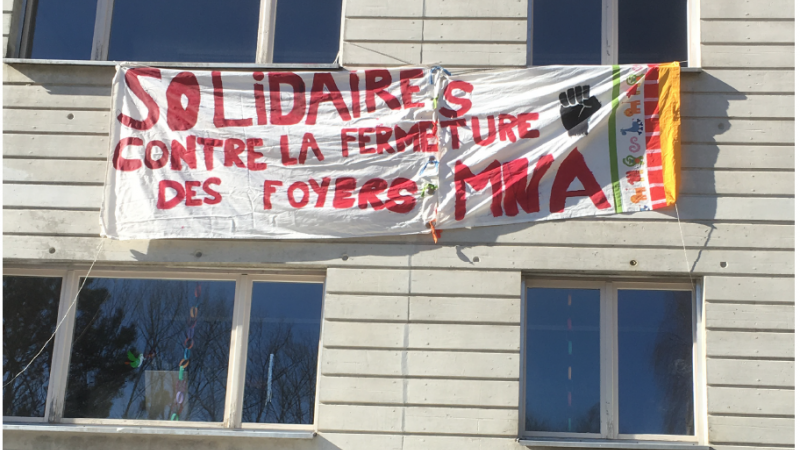 SOLIDAIRES
CONTRE LA FERMETURE
DES FOYERS MNA